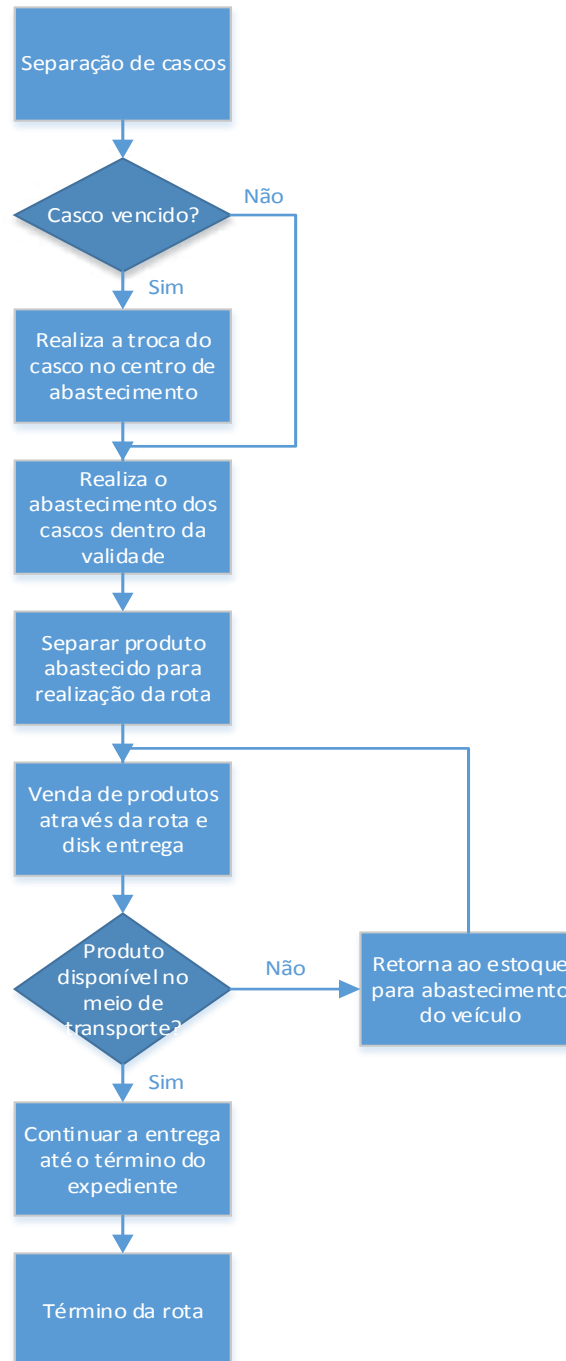 Separação de cascos
Casco vencido?
Não
Sim
Realiza a troca do
casco no centro de
abastecimento
Realiza o
abastecimento dos
cascos dentro da
validade
Separar produto
abastecido para
realização da rota
Venda de produtos
através da rota e
disk entrega
Produto
disponível no
meio de
transporte?
Não
Retorna ao estoque
para abastecimento
do veículo
Sim
Continuar a entrega
até o término do
expediente
Término da rota